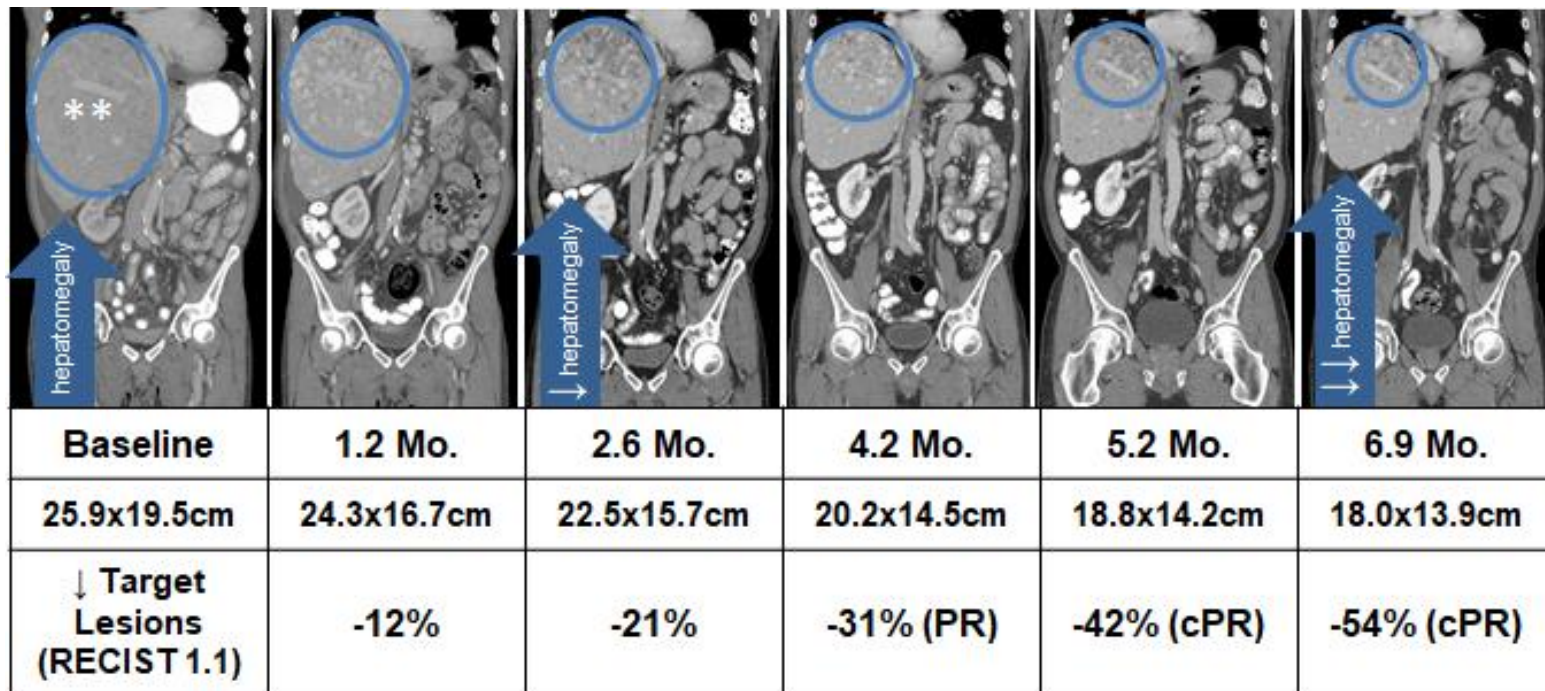 **
hepatomegaly
↓ hepatomegaly
↓↓ hepatomegaly
Baseline
1.2 Mo.
2.6 Mo.
4.2 Mo.
5.2 Mo.
6.9 Mo.
25.9x19.5cm
24.3x16.7cm
22.5x15.7cm
20.2x14.5cm
18.8x14.2cm
18.0x13.9cm
↓ Target
Lesions
(RECIST 1.1)
-12%
-21%
-31% (PR)
-42% (cPR)
-54% (cPR)